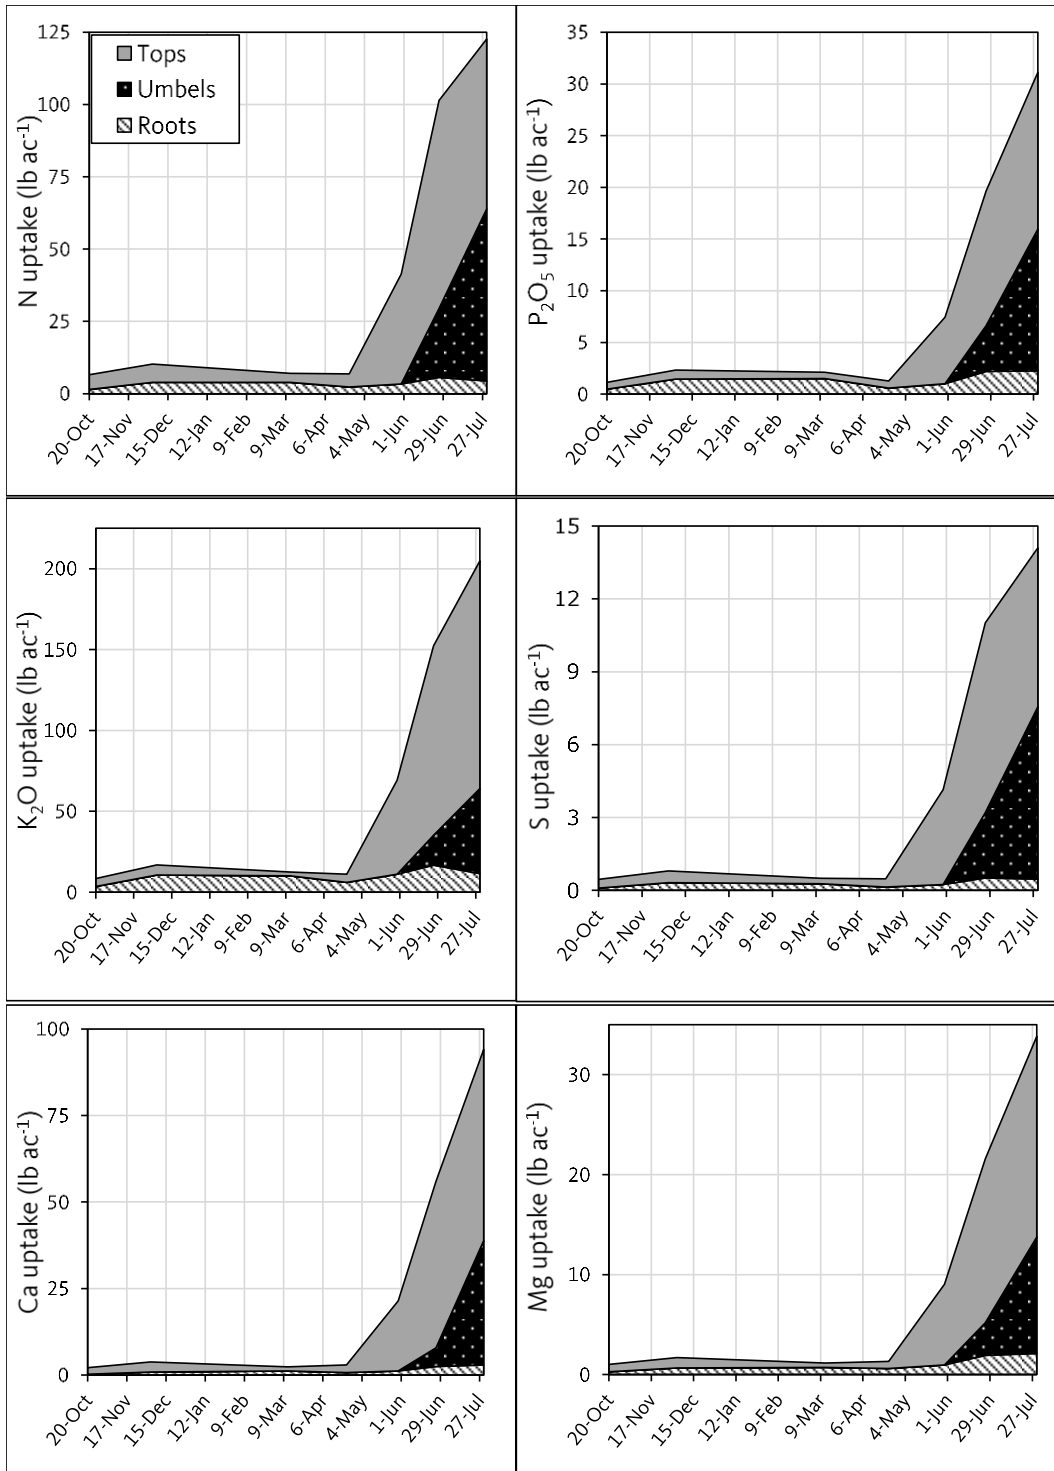 N uptake (lb ac-1)
125
100
75
50
25
0
Tops
Umbels
Roots
20-Oct
17-Nov
15-Dec
12-Jan
9-Feb
9-Mar
6-Apr
4-May
1-Jun
29-Jun
27-Jul
P2O5 uptake (lb ac-1)
35
30
25
20
15
10
5
0
20-Oct
17-Nov
15-Dec
12-Jan
9-Feb
9-Mar
6-Apr
4-May
1-Jun
29-Jun
27-Jul
K2O uptake (lb ac-1)
200
150
100
50
0
20-Oct
17-Nov
15-Dec
12-Jan
9-Feb
9-Mar
6-Apr
4-May
1-Jun
29-Jun
27-Jul
S uptake (lb ac-1)
15
12
9
6
3
0
20-Oct
17-Nov
15-Dec
12-Jan
9-Feb
9-Mar
6-Apr
4-May
1-Jun
29-Jun
27-Jul
Ca uptake (lb ac-1)
100
75
50
25
0
20-Oct
17-Nov
15-Dec
12-Jan
9-Feb
9-Mar
6-Apr
4-May
1-Jun
29-Jun
27-Jul
Mg uptake (lb ac-1)
30
20
10
0
20-Oct
17-Nov
15-Dec
12-Jan
9-Feb
9-Mar
6-Apr
4-May
1-Jun
29-Jun
27-Jul